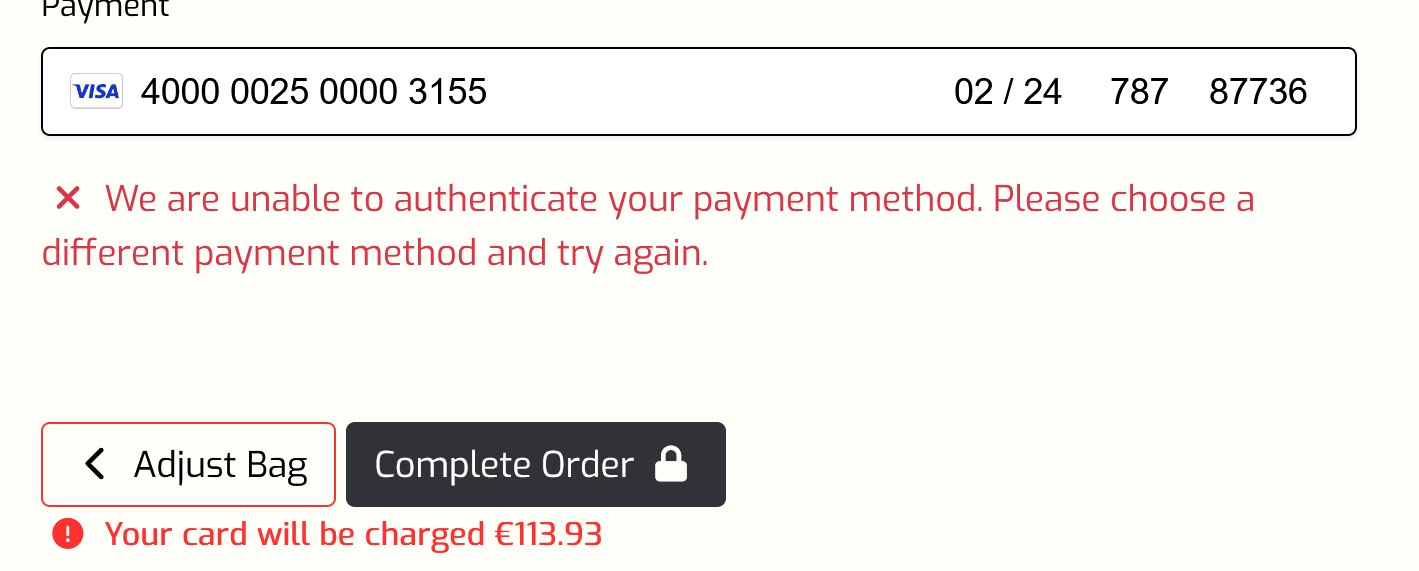 Payment
VISA 4000 0025 0000 3155 02 / 24 787 87736
We are unable to authenticate your payment method. Please choose a
different payment method and try again.
Adjust Bag Complete Order
Your card will be charged €113.93